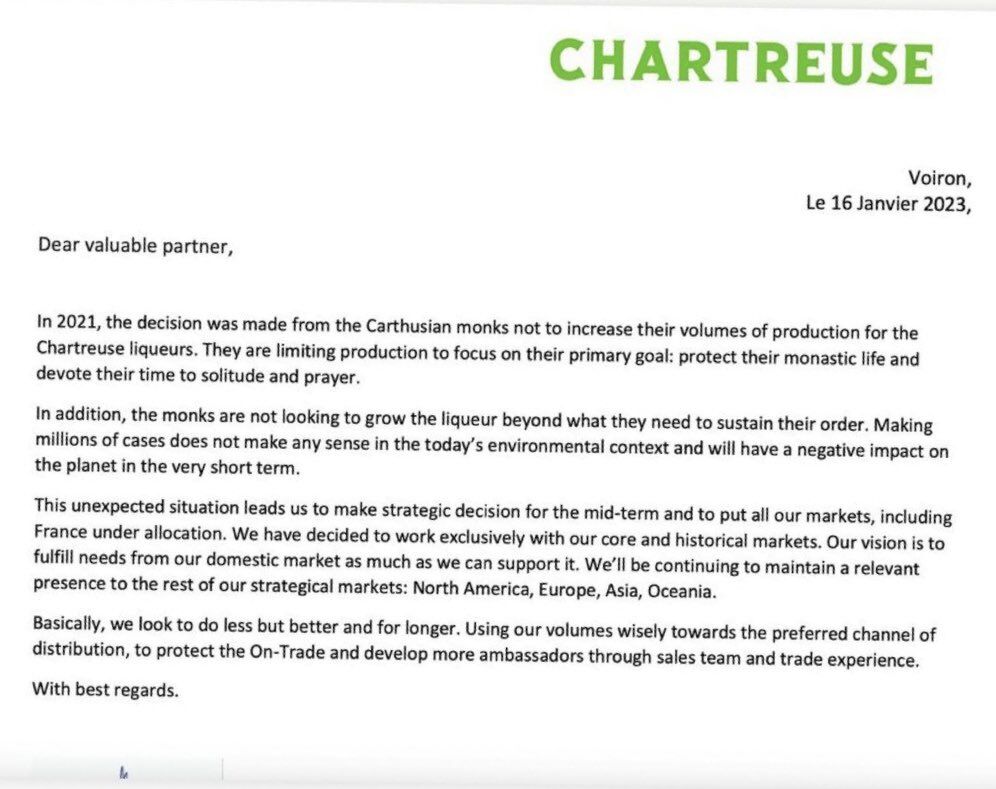 CHARTREUSE
Voiron,
Le 16 Janvier 2023,
Dear valuable partner,
In 2021, the decision was made from the Carthusian monks not to increase their volumes of production for the
Chartreuse liqueurs. They are limiting production to focus on their primary goal: protect their monastic life and
devote their time to solitude and prayer.
In addition, the monks are not looking to grow the liqueur beyond what they need to sustain their order. Making
millions of cases does not make any sense in the today's environmental context and will have a negative impact on
the planet in the very short term.
This unexpected situation leads us to make strategic decision for the mid-term and to put all our markets, including
France under allocation. We have decided to work exclusively with our core and historical markets. Our vision is to
fulfill needs from our domestic market as much as we can support it. We'll be continuing to maintain a relevant
presence to the rest of our strategical markets: North America, Europe, Asia, Oceania.
Basically, we look to do less but better and for longer. Using our volumes wisely towards the preferred channel of
distribution, to protect the On-Trade and develop more ambassadors through sales team and trade experience.
With best regards.